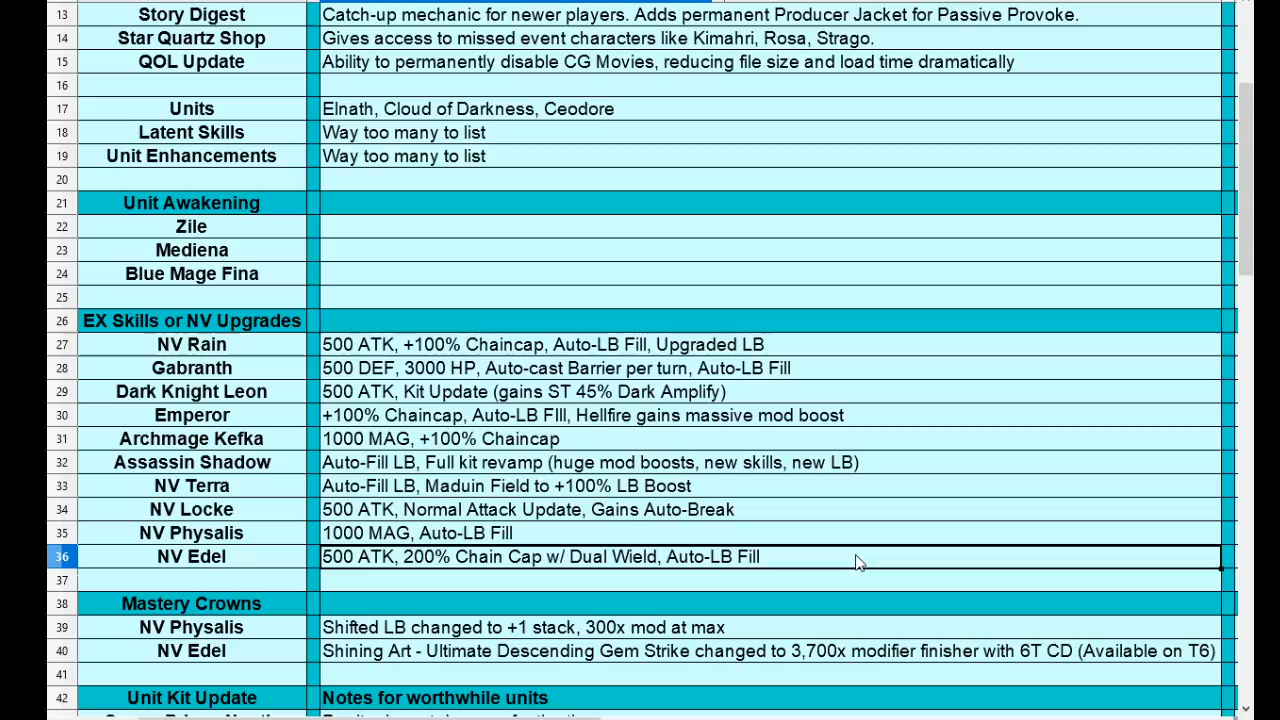 13 Story Digest Catch-up mechanic for newer players. Adds permanent Producer Jacket for Passive Provoke.
14 Star Quartz Shop Gives access to missed event characters like Kimahri, Rosa, Strago.
15 QOL Update Ability to permanently disable CG Movies, reducing file size and load time dramatically
16
17 Units Elnath, Cloud of Darkness, Ceodore
18 Latent Skills Way too many to list
19 Unit Enhancements Way too many to list
20
21 Unit Awakening
22 Zile
23 Mediena
24 Blue Mage Fina
25
26 EX Skills or NV Upgrades
27 NV Rain 500 ATK, +100% Chaincap, Auto-LB Fill, Upgraded LB
28 Gabranth 500 DEF, 3000 HP, Auto-cast Barrier per turn, Auto-LB Fill
29 Dark Knight Leon 500 ATK, Kit Update (gains ST 45% Dark Amplify)
30 Emperor +100% Chaincap, Auto-LB FIll, Hellfire gains massive mod boost
31 Archmage Kefka 1000 MAG, +100% Chaincap
32 Assassin Shadow Auto-Fill LB, Full kit revamp (huge mod boosts, new skills, new LB)
33 NV Terra Auto-Fill LB, Maduin Field to +100% LB Boost
34 NV Locke 500 ATK, Normal Attack Update, Gains Auto-Break
35 NV Physalis 1000 MAG, Auto-LB Fill
36 NV Edel 500 ATK, 200% Chain Cap w/ Dual Wield, Auto-LB Fill
37
38 Mastery Crowns
39 NV Physalis Shifted LB changed to +1 stack, 300x mod at max
40 NV Edel Shining Art - Ultimate Descending Gem Strike changed to 3,700x modifier finisher with 6T CD (Available on T6)
41
42 Unit Kit Update Notes for worthwhile units